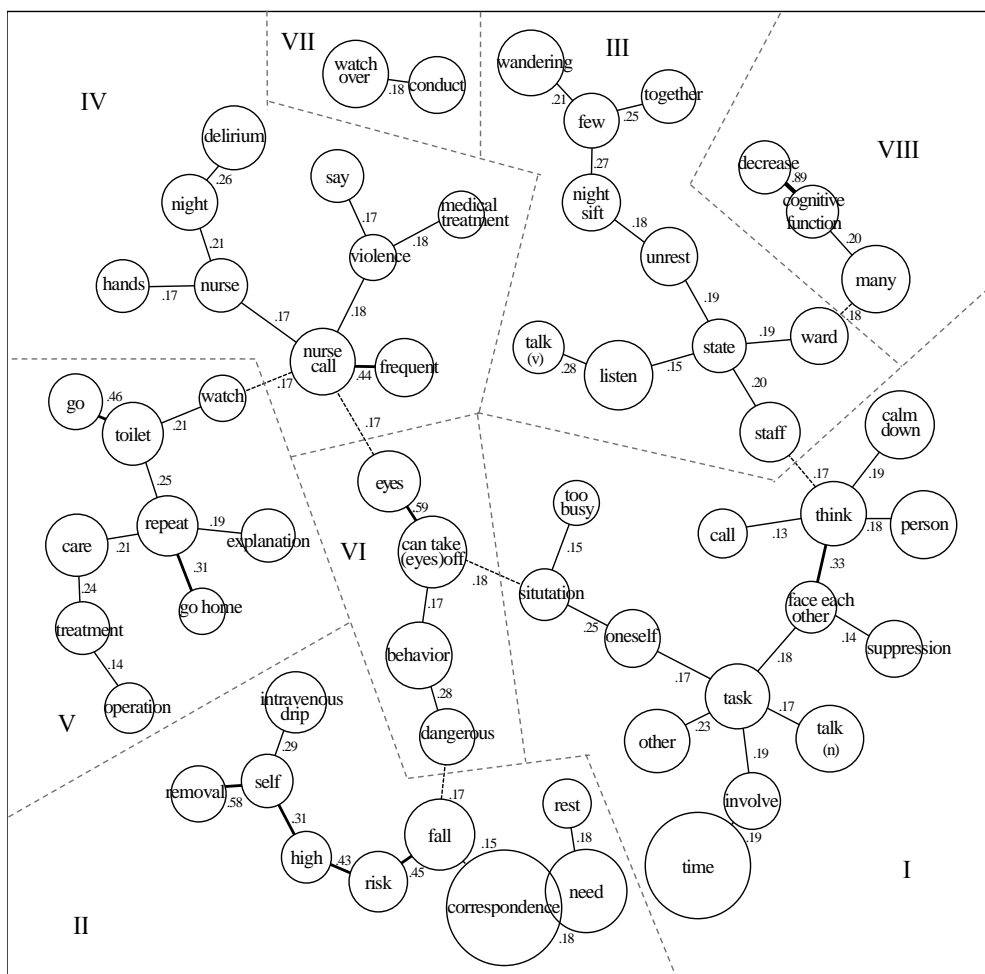 VII
III
IV
VIII
watch
over
.18
conduct
wandering
.21
together
few
.25
.27
delirium
.26
night
say
.17
medical
treatment
.18
violence
.21
hands
.17
nurse
.17
.18
nurse
call
.44
frequent
.17
.17
night
sift
.18
unrest
.19
decrease
.89
cognitive
function
.20
many
.18
ward
.19
state
.15
talk
(v)
.28
listen
.20
staff
.17
go
.46
toilet
.21
watch
.25
repeat
.19
explanation
care
.21
.31
go home
.24
treatment
.14
operation
V
VI
eyes
.59
can take
(eyes)off
.18
.17
behavior
.28
dangerous
.17
too
busy
.15
situtation
.25
oneself
.17
calm
down
.19
think
.18
person
call
.13
.33
face each
other
.14
suppression
.18
task
.17
talk
(n)
other
.23
.19
involve
.19
time
I
intravenous
drip
.29
removal
.58
self
.31
high
.43
risk
.45
fall
.15
correspondence
.18
need
.18
rest
II